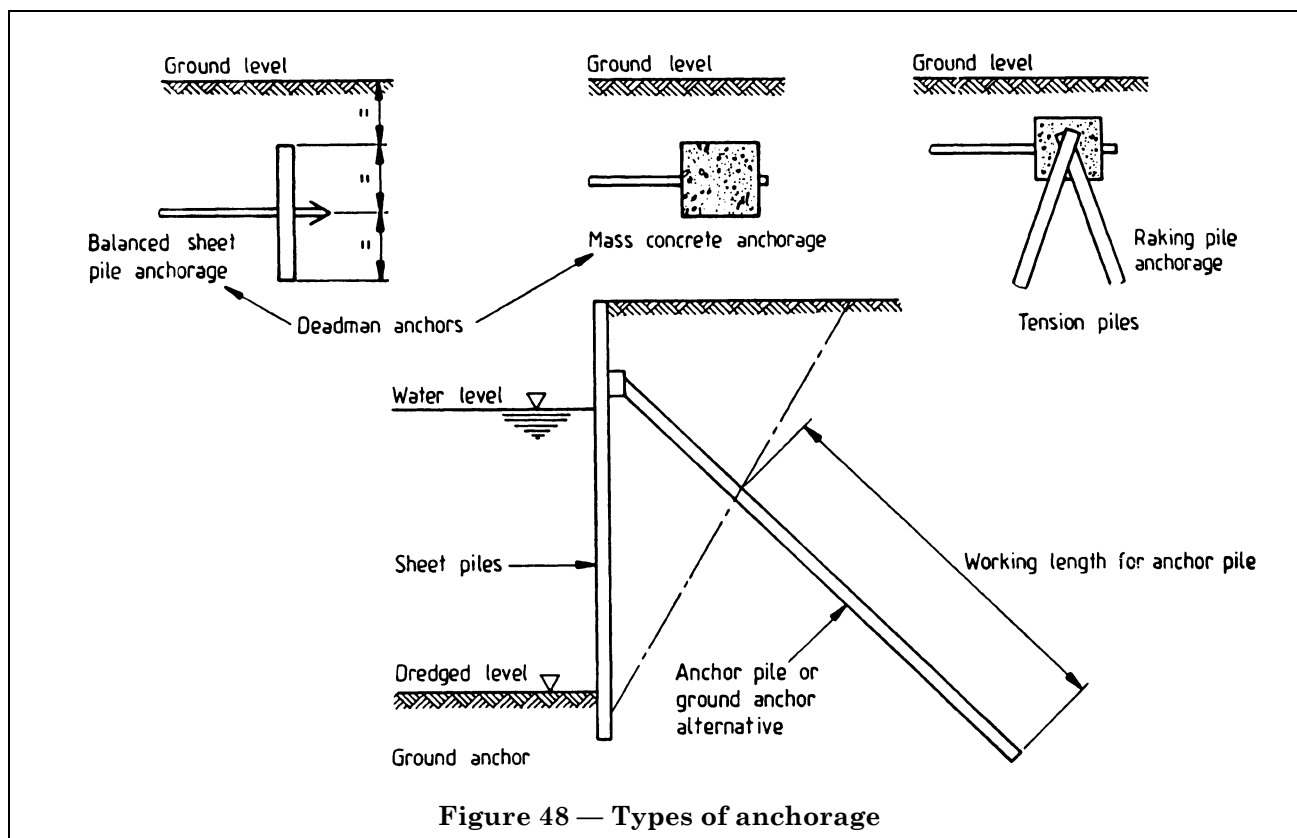 Ground level
Ground level
Ground level
"
"
"
Balanced sheet
pile anchorage
Mass concrete anchorage
Raking pile
anchorage
Deadman anchors
Tension piles
Water level
Sheet piles
Working length for anchor pile
Dredged level
Anchor pile or
ground anchor
alternative
Ground anchor
Figure 48 — Types of anchorage